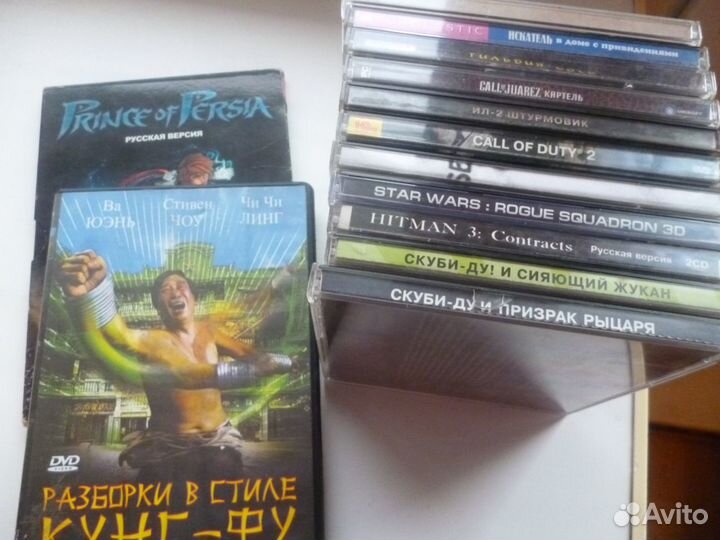 PRINCE OF PERSIA
РУССКАЯ ВЕРСИЯ
Ва
ЮЭНЬ
Стивен
ЧОУ
Чи Чи
ЛИНГ
DVD
VIDEO
РАЗБОРКИ В СТИЛЕ
КУНГ-ФУ
ИСКАТЕЛЬ в доме с привидениями
CALL of JUAREZ КАРТЕЛЬ
ИЛ-2 ШТУРМОВИК
CALL OF DUTY 2
STAR WARS : ROGUE SQUADRON 3D
HITMAN 3: Contracts Русская версия 2CD
СКУБИ-ДУ! И СИЯЮЩИЙ ЖУКАН
СКУБИ-ДУ И ПРИЗРАК РЫЦАРЯ
Avito